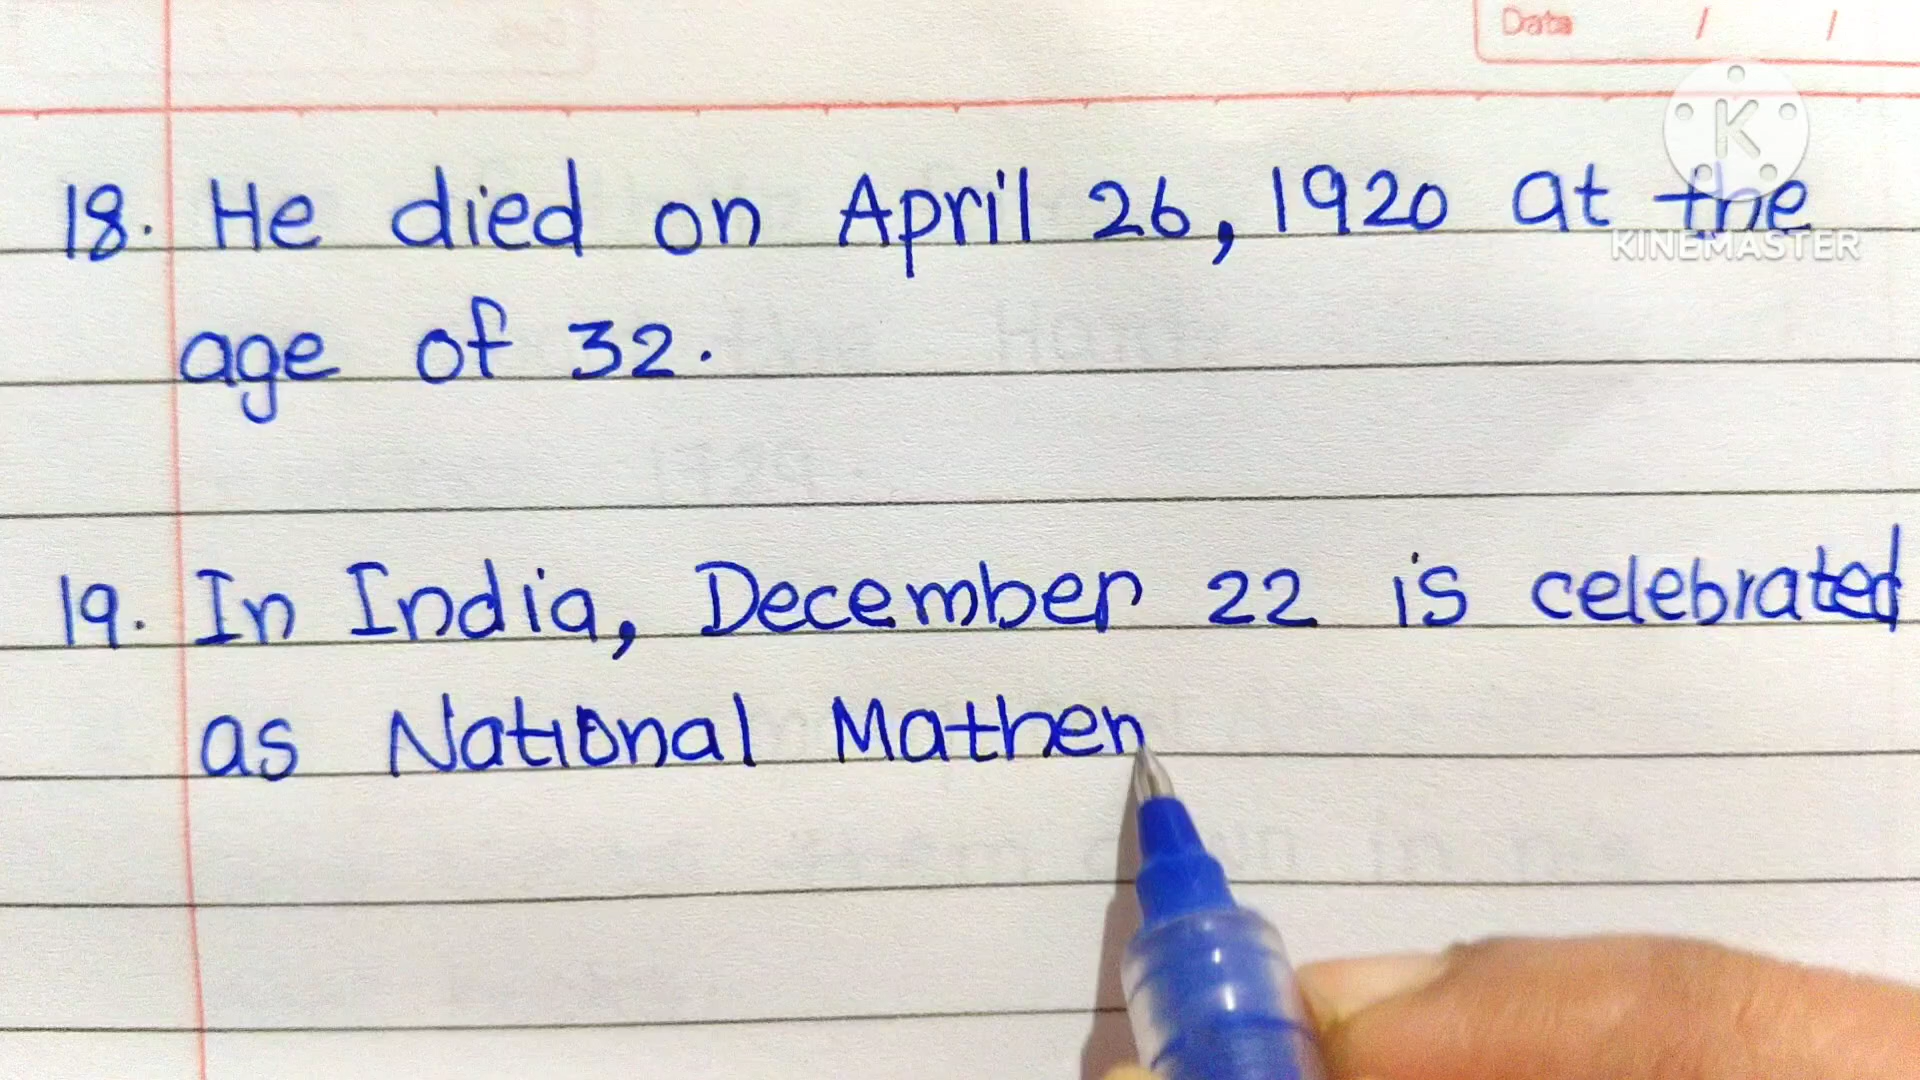 Date / /
18. He died on April 26, 1920 at the
KINEMASTER
age of 32.
19. In India, December 22 is celebrated
as National Mathem